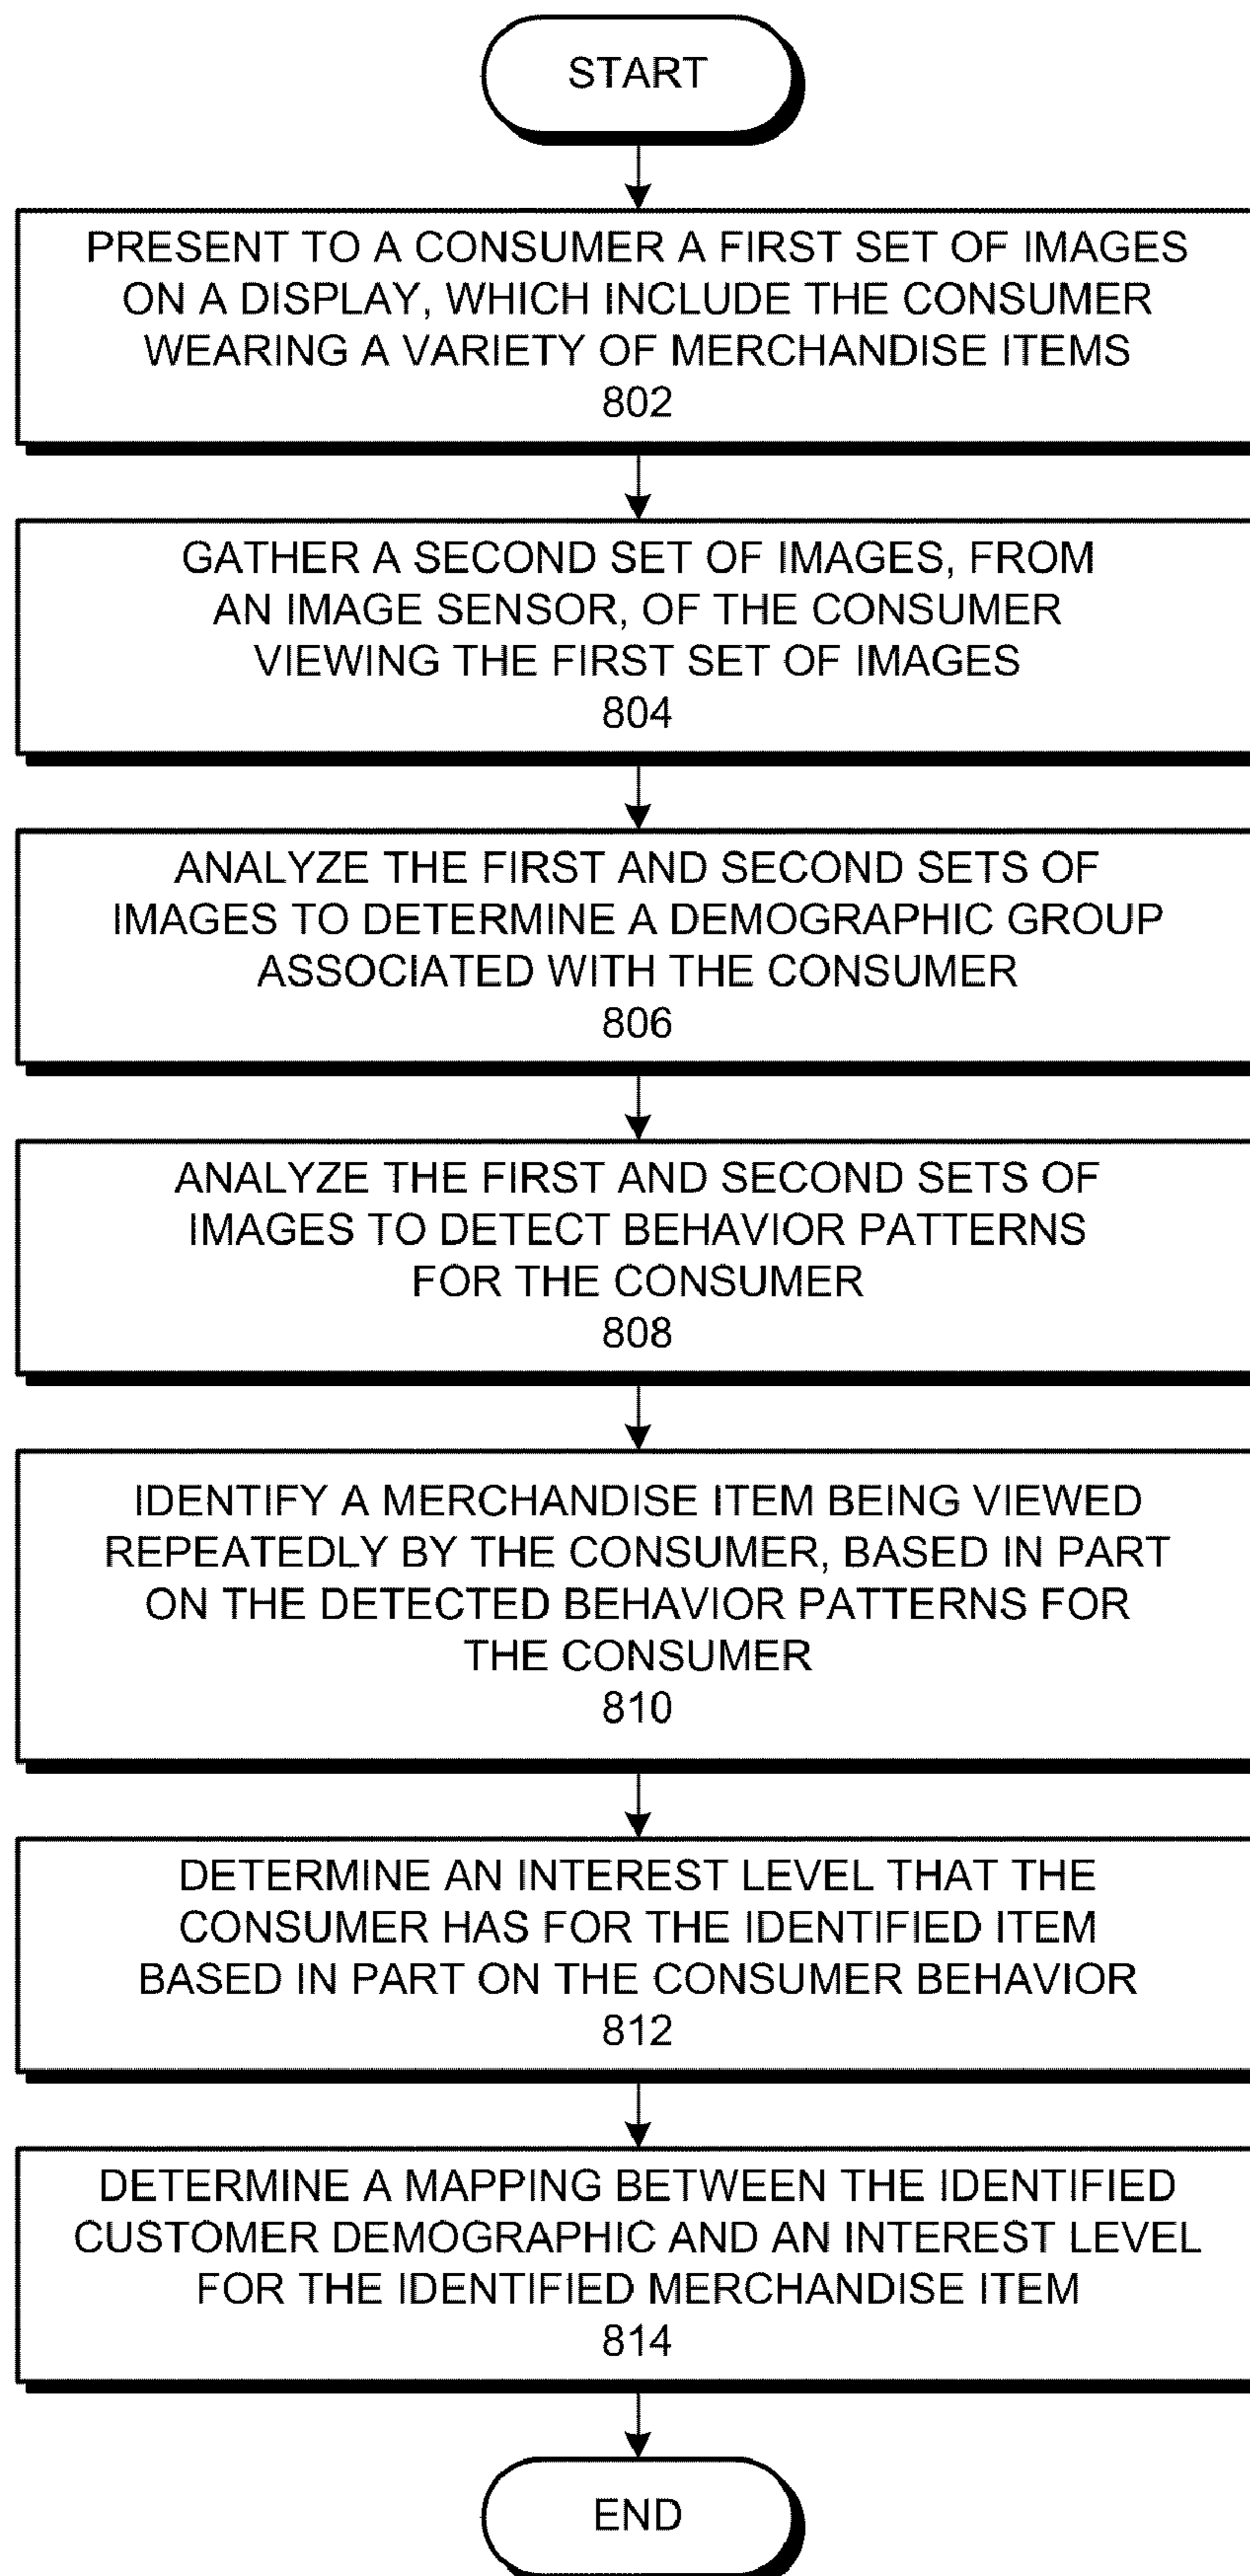 START
PRESENT TO A CONSUMER A FIRST SET OF IMAGES
ON A DISPLAY, WHICH INCLUDE THE CONSUMER
WEARING A VARIETY OF MERCHANDISE ITEMS
802
GATHER A SECOND SET OF IMAGES, FROM
AN IMAGE SENSOR, OF THE CONSUMER
VIEWING THE FIRST SET OF IMAGES
804
ANALYZE THE FIRST AND SECOND SETS OF
IMAGES TO DETERMINE A DEMOGRAPHIC GROUP
ASSOCIATED WITH THE CONSUMER
806
ANALYZE THE FIRST AND SECOND SETS OF
IMAGES TO DETECT BEHAVIOR PATTERNS
FOR THE CONSUMER
808
IDENTIFY A MERCHANDISE ITEM BEING VIEWED
REPEATEDLY BY THE CONSUMER, BASED IN PART
ON THE DETECTED BEHAVIOR PATTERNS FOR
THE CONSUMER
810
DETERMINE AN INTEREST LEVEL THAT THE
CONSUMER HAS FOR THE IDENTIFIED ITEM
BASED IN PART ON THE CONSUMER BEHAVIOR
812
DETERMINE A MAPPING BETWEEN THE IDENTIFIED
CUSTOMER DEMOGRAPHIC AND AN INTEREST LEVEL
FOR THE IDENTIFIED MERCHANDISE ITEM
814
END